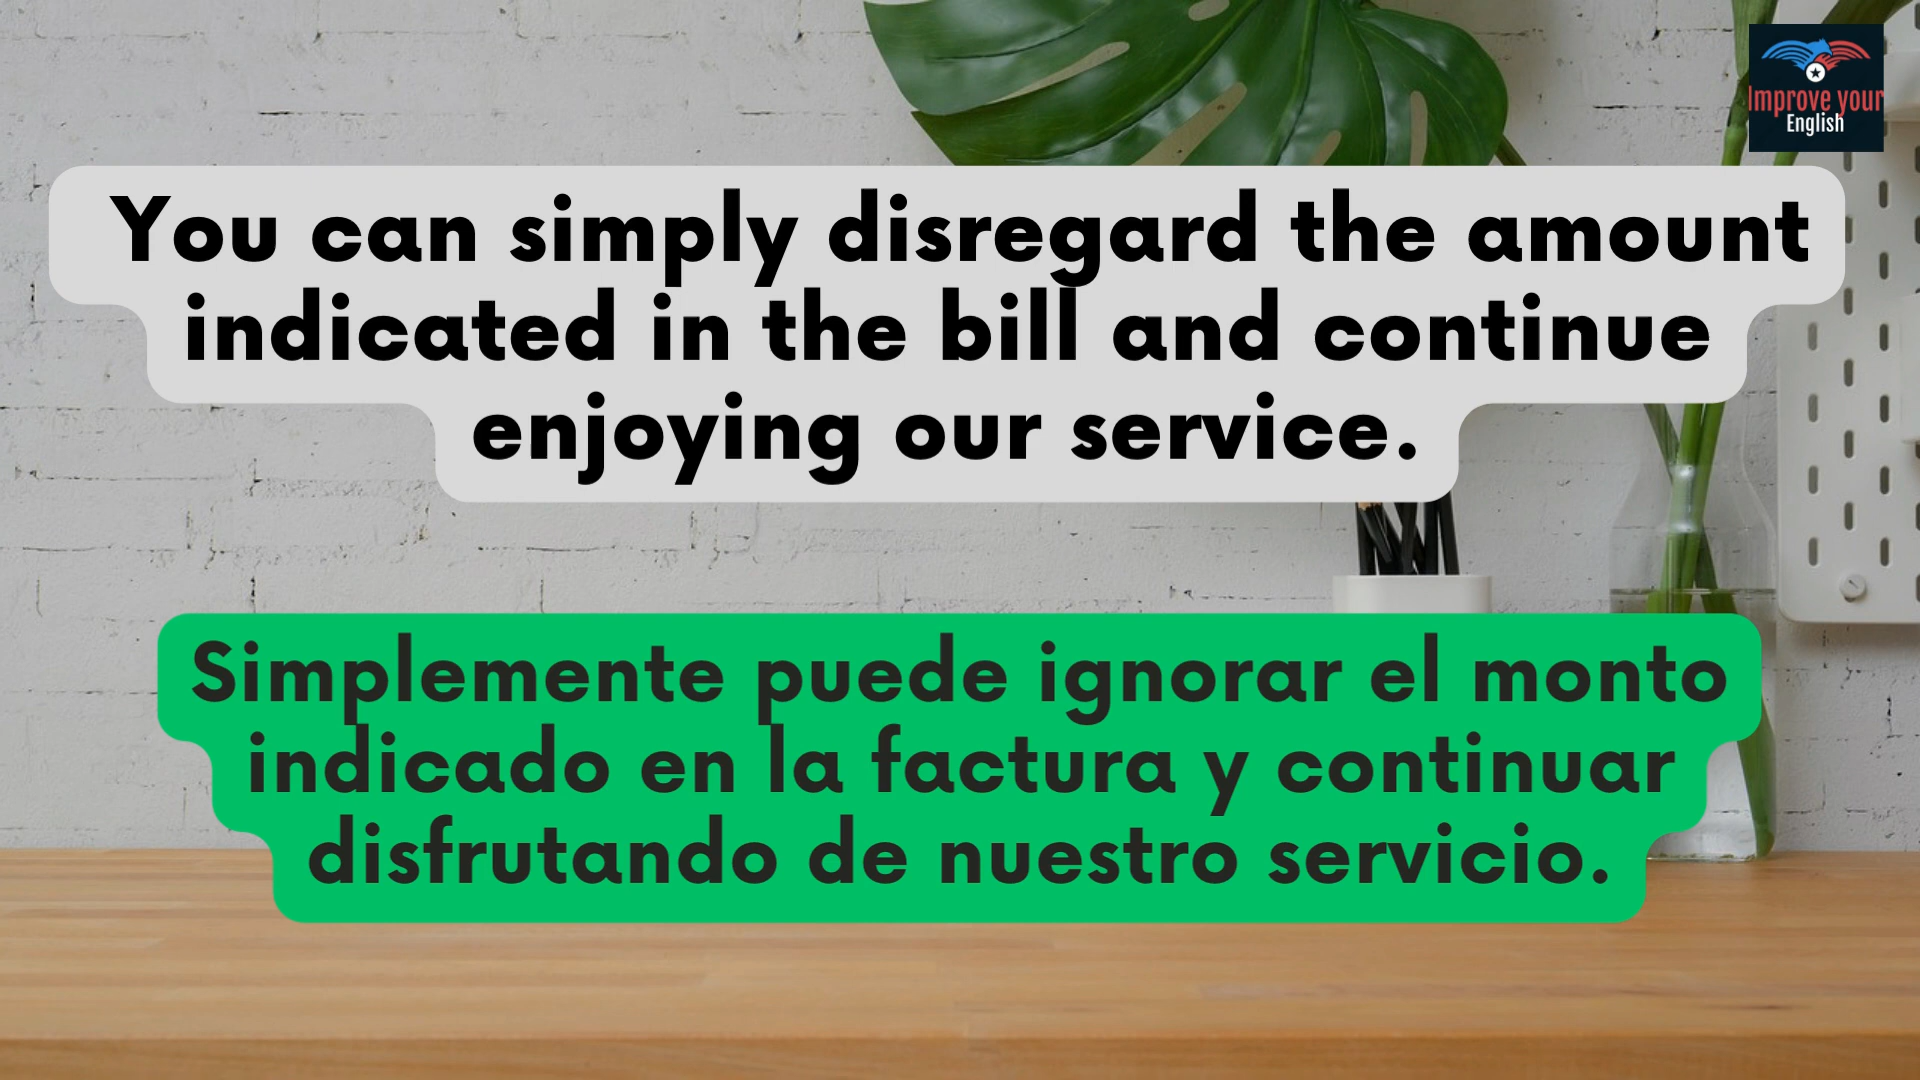 Improve your
English
You can simply disregard the amount
indicated in the bill and continue
enjoying our service.
Simplemente puede ignorar el monto
indicado en la factura y continuar
disfrutando de nuestro servicio.